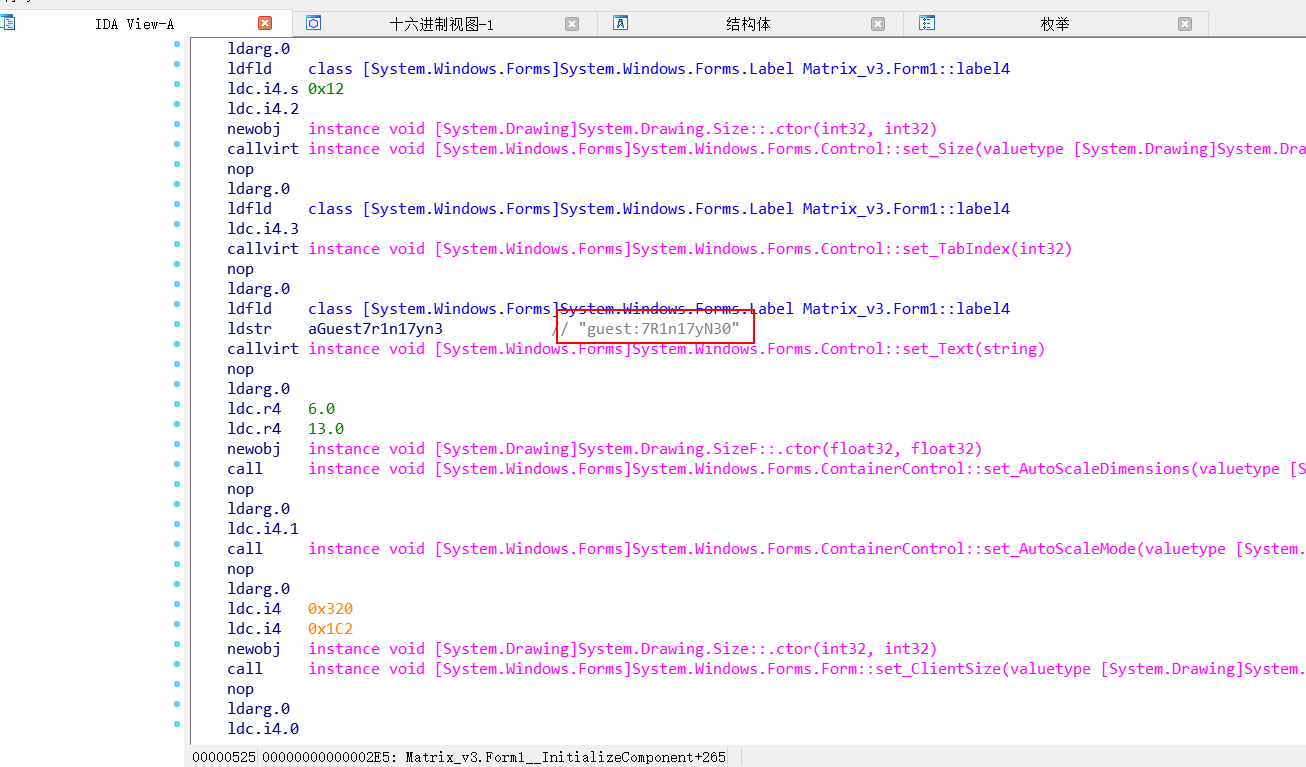 IDA View-A 十六进制视图-1 结构体 枚举
ldarg.0
ldfld class [System.Windows.Forms]System.Windows.Forms.Label Matrix_v3.Form1::label4
ldc.i4.s 0x12
ldc.i4.2
newobj instance void [System.Drawing]System.Drawing.Size::.ctor(int32, int32)
callvirt instance void [System.Windows.Forms]System.Windows.Forms.Control::set_Size(valuetype [System.Drawing]System.Dra
nop
ldarg.0
ldfld class [System.Windows.Forms]System.Windows.Forms.Label Matrix_v3.Form1::label4
ldc.i4.3
callvirt instance void [System.Windows.Forms]System.Windows.Forms.Control::set_TabIndex(int32)
nop
ldarg.0
ldfld class [System.Windows.Forms]System.Windows.Forms.Label Matrix_v3.Form1::label4
ldstr aGuest7r1n17yn3 // "guest:7R1n17yN30"
callvirt instance void [System.Windows.Forms]System.Windows.Forms.Control::set_Text(string)
nop
ldarg.0
ldc.r4 6.0
ldc.r4 13.0
newobj instance void [System.Drawing]System.Drawing.SizeF::.ctor(float32, float32)
call instance void [System.Windows.Forms]System.Windows.Forms.ContainerControl::set_AutoScaleDimensions(valuetype [S
nop
ldarg.0
ldc.i4.1
call instance void [System.Windows.Forms]System.Windows.Forms.ContainerControl::set_AutoScaleMode(valuetype [System.
nop
ldarg.0
ldc.i4 0x320
ldc.i4 0x1C2
newobj instance void [System.Drawing]System.Drawing.Size::.ctor(int32, int32)
call instance void [System.Windows.Forms]System.Windows.Forms.Form::set_ClientSize(valuetype [System.Drawing]System.
nop
ldarg.0
ldc.i4.0
00000525 00000000000002E5: Matrix_v3.Form1__InitializeComponent+265